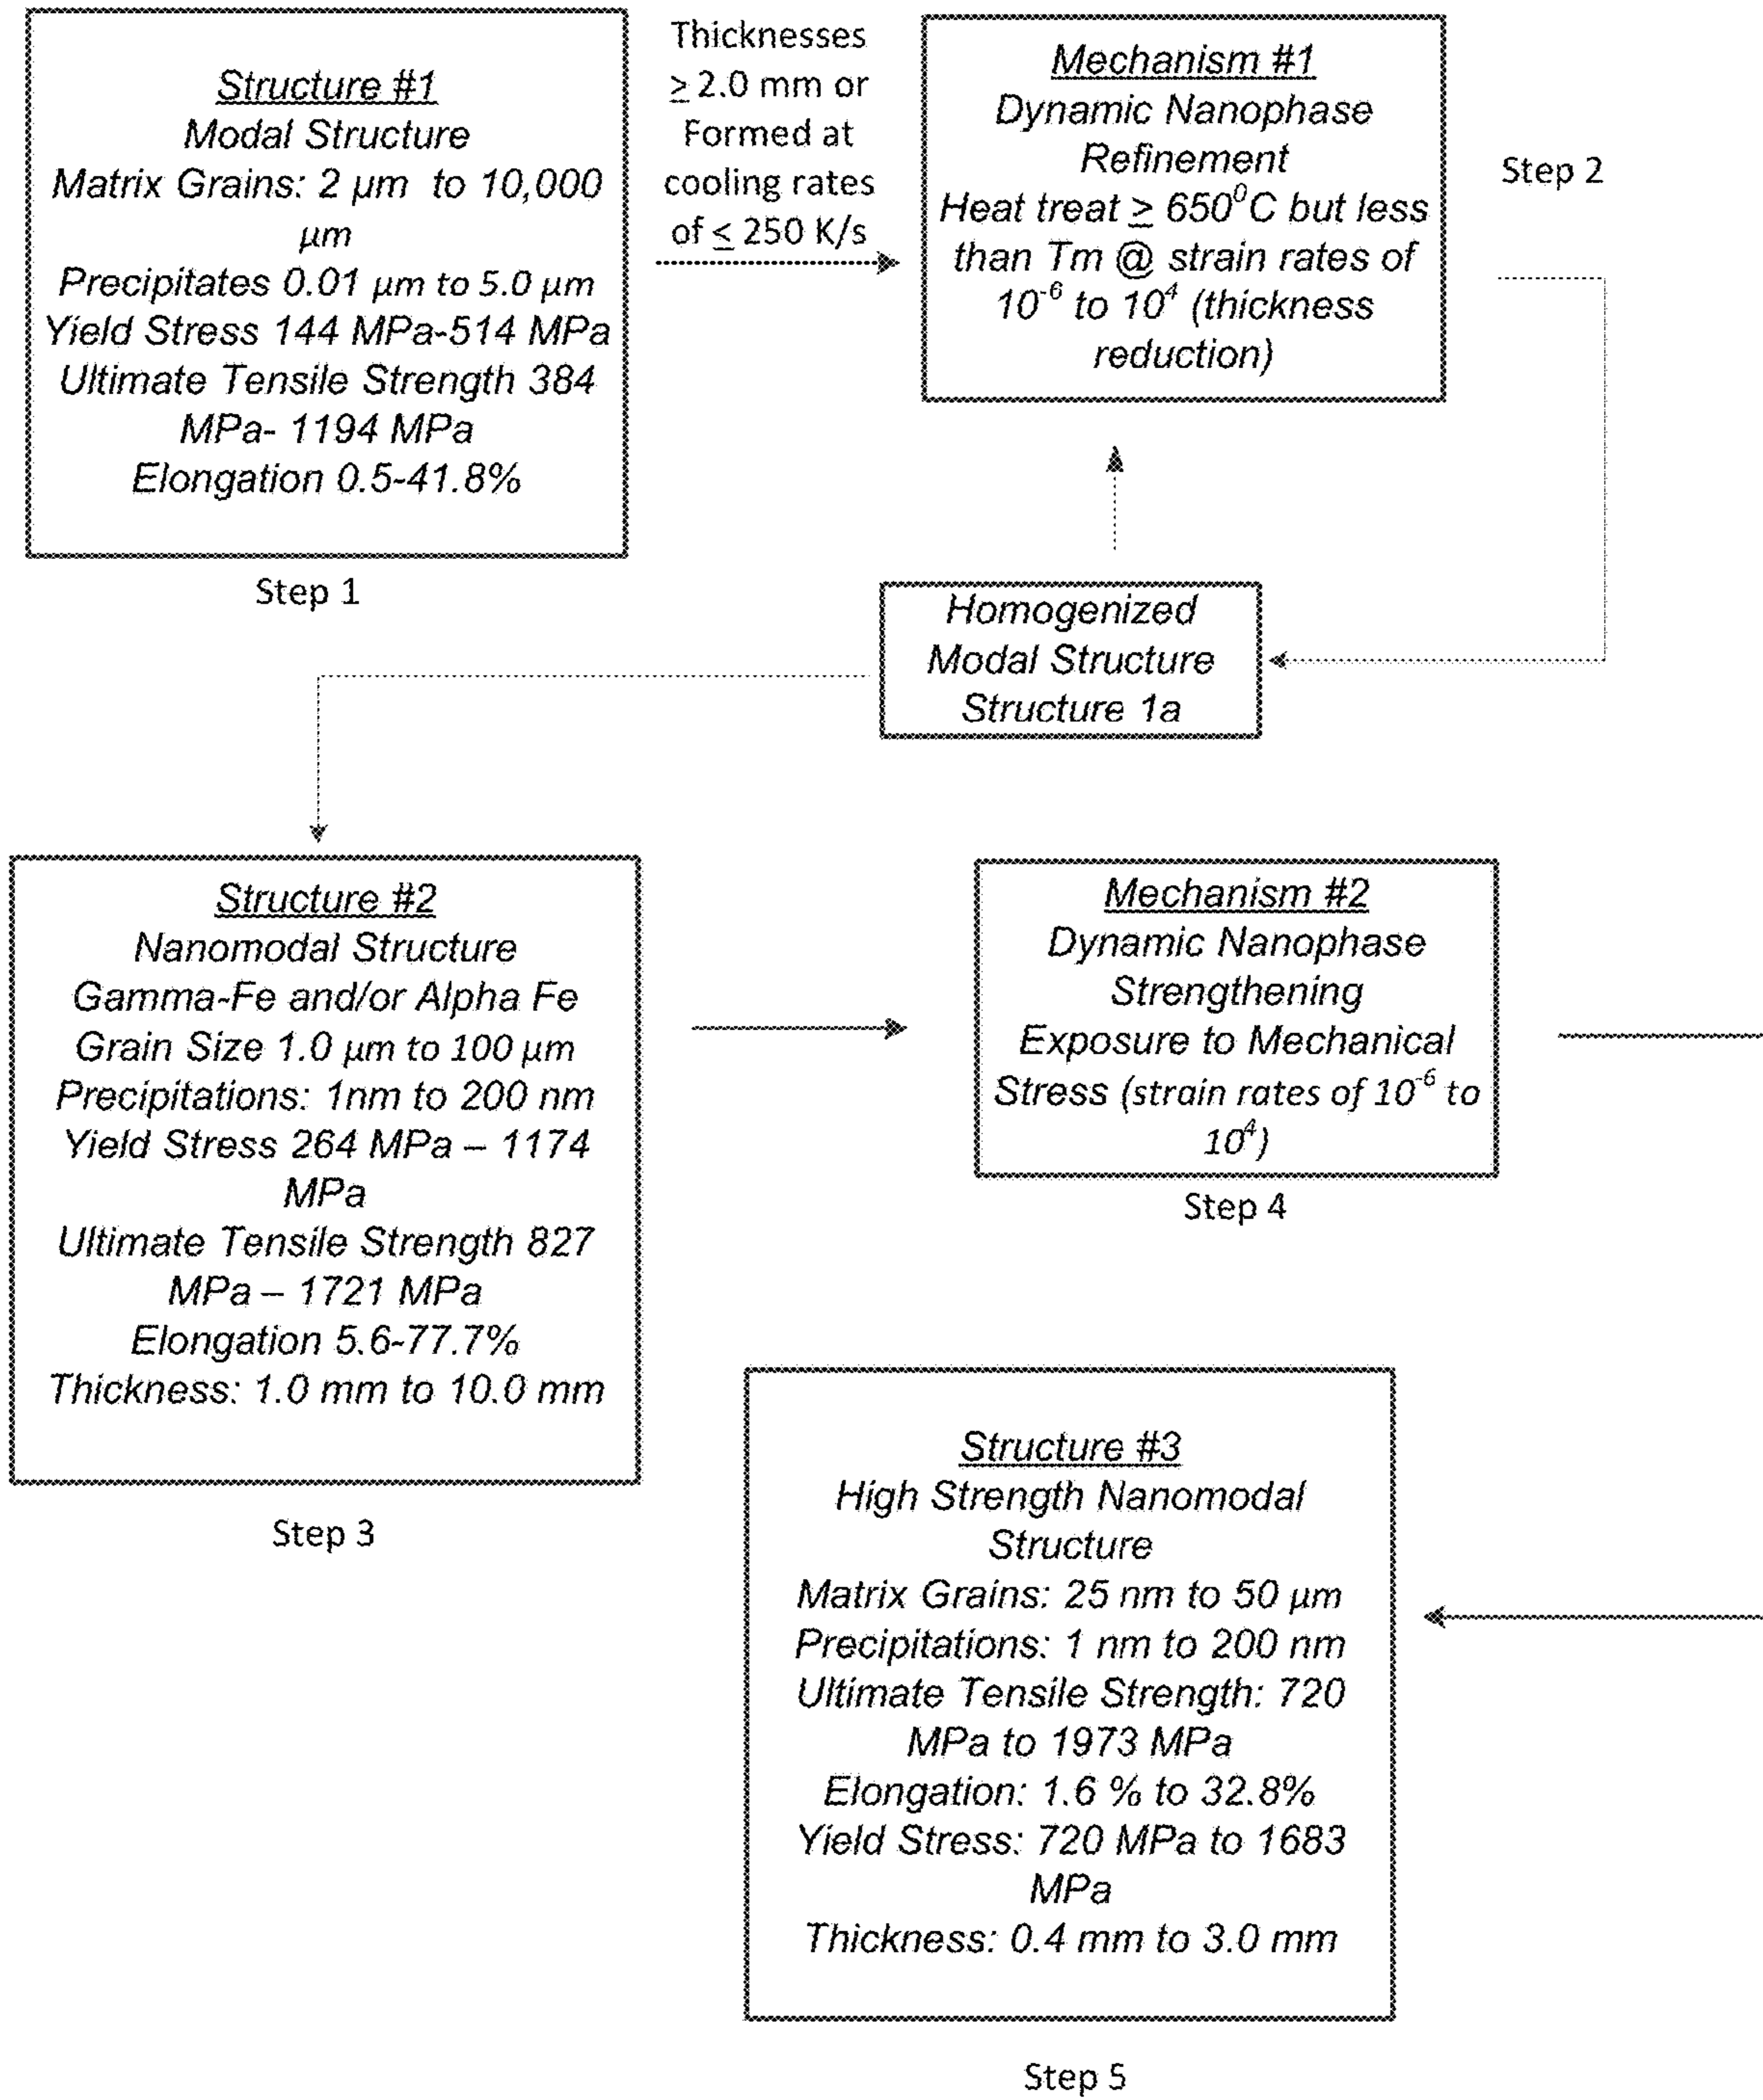 Structure #1
Modal Structure
Matrix Grains: 2 µm to 10,000
µm
Precipitates 0.01 µm to 5.0 µm
Yield Stress 144 MPa-514 MPa
Ultimate Tensile Strength 384
MPa- 1194 MPa
Elongation 0.5-41.8%
Step 1
Thicknesses
≥ 2.0 mm or
Formed at
cooling rates
of ≤ 250 K/s
Mechanism #1
Dynamic Nanophase
Refinement
Heat treat ≥ 650⁰C but less
than Tm @ strain rates of
10⁻⁶ to 10⁴ (thickness
reduction)
Step 2
Homogenized
Modal Structure
Structure 1a
Structure #2
Nanomodal Structure
Gamma-Fe and/or Alpha Fe
Grain Size 1.0 µm to 100 µm
Precipitations: 1nm to 200 nm
Yield Stress 264 MPa – 1174
MPa
Ultimate Tensile Strength 827
MPa – 1721 MPa
Elongation 5.6-77.7%
Thickness: 1.0 mm to 10.0 mm
Step 3
Mechanism #2
Dynamic Nanophase
Strengthening
Exposure to Mechanical
Stress (strain rates of 10⁻⁶ to
10⁴)
Step 4
Structure #3
High Strength Nanomodal
Structure
Matrix Grains: 25 nm to 50 µm
Precipitations: 1 nm to 200 nm
Ultimate Tensile Strength: 720
MPa to 1973 MPa
Elongation: 1.6 % to 32.8%
Yield Stress: 720 MPa to 1683
MPa
Thickness: 0.4 mm to 3.0 mm
Step 5